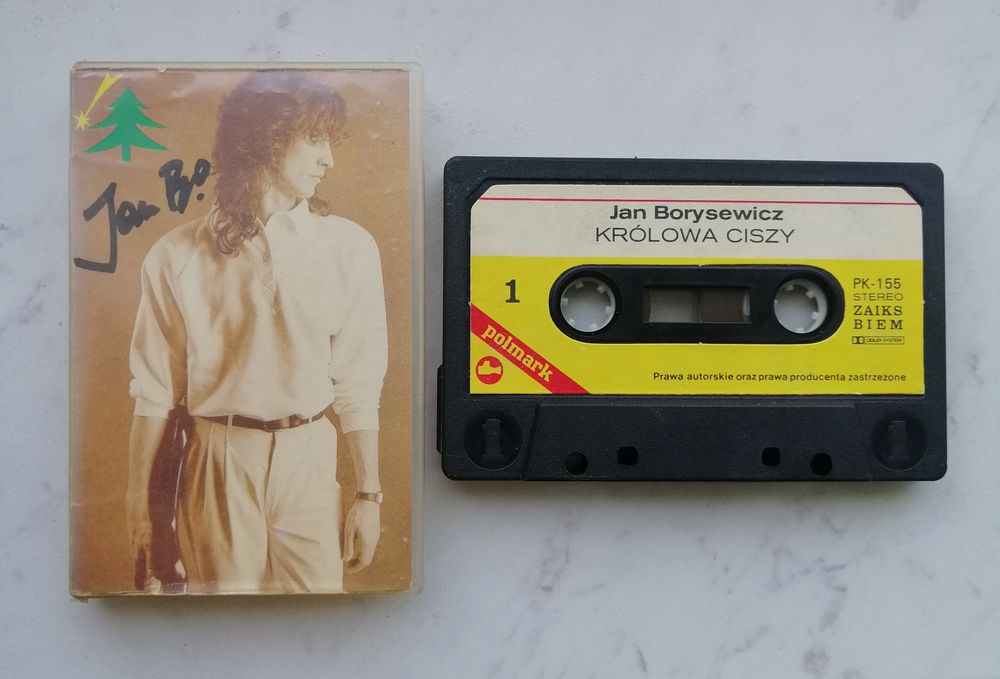 Jan Bo
Jan Borysewicz
KRÓLOWA CISZY
1
PK-155
STEREO
ZAIKS
BIEM
DOLBY SYSTEM
polmark
Prawa autorskie oraz prawa producenta zastrzeżone
1
1